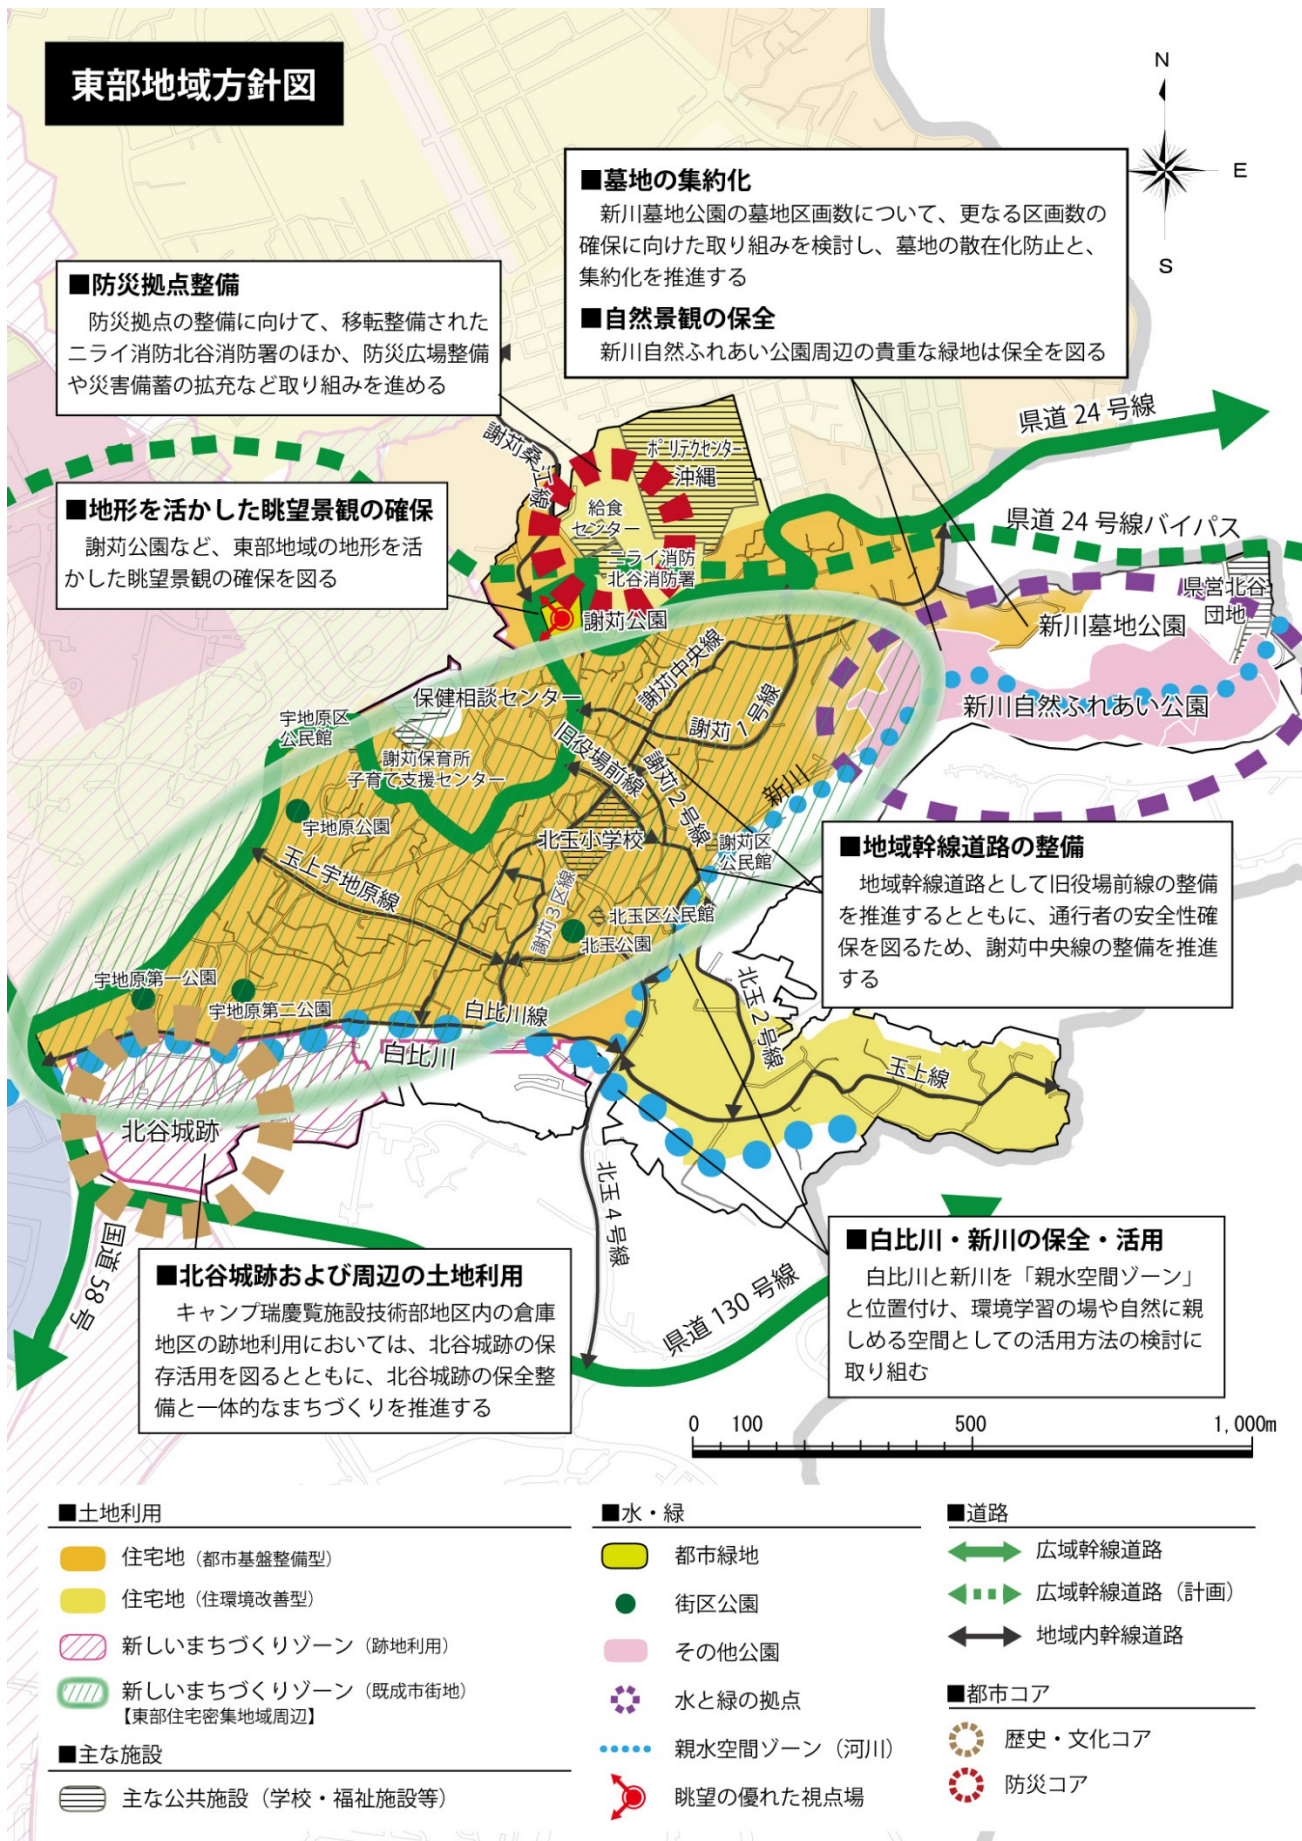 東部地域方針図
N
E
S
■墓地の集約化
新川墓地公園の墓地区画数について、更なる区画数の
確保に向けた取り組みを検討し、墓地の散在化防止と、
集約化を推進する
■自然景観の保全
新川自然ふれあい公園周辺の貴重な緑地は保全を図る
■防災拠点整備
防災拠点の整備に向けて、移転整備された
ニライ消防北谷消防署のほか、防災広場整備
や災害備蓄の拡充など取り組みを進める
県道24号線
謝苅桑江線
ポリテクセンター
沖縄
■地形を活かした眺望景観の確保
謝苅公園など、東部地域の地形を活
かした眺望景観の確保を図る
給食
センター
県道24号線バイパス
ニライ消防
北谷消防署
県営北谷
団地
謝苅公園
新川墓地公園
謝苅中央線
保健相談センター
新川自然ふれあい公園
宇地原区
公民館
謝苅1号線
旧役場前線
謝苅保育所
子育て支援センター
謝苅2号線
新川
宇地原公園
北玉小学校
謝苅区
公民館
■地域幹線道路の整備
地域幹線道路として旧役場前線の整備
を推進するとともに、通行者の安全性確
保を図るため、謝苅中央線の整備を推進
する
玉上宇地原線
謝苅3区線
北玉区公民館
北玉公園
宇地原第一公園
宇地原第二公園
白比川線
北玉2号線
白比川
玉上線
北谷城跡
北玉4号線
国道58号
県道130号線
■白比川・新川の保全・活用
白比川と新川を「親水空間ゾーン」
と位置付け、環境学習の場や自然に親
しめる空間としての活用方法の検討に
取り組む
■北谷城跡および周辺の土地利用
キャンプ瑞慶覧施設技術部地区内の倉庫
地区の跡地利用においては、北谷城跡の保
存活用を図るとともに、北谷城跡の保全整
備と一体的なまちづくりを推進する
0 100 500 1,000m
■土地利用
住宅地（都市基盤整備型）
住宅地（住環境改善型）
新しいまちづくりゾーン（跡地利用）
新しいまちづくりゾーン（既成市街地）
【東部住宅密集地域周辺】
■主な施設
主な公共施設（学校・福祉施設等）
■水・緑
都市緑地
街区公園
その他公園
水と緑の拠点
親水空間ゾーン（河川）
眺望の優れた視点場
■道路
広域幹線道路
広域幹線道路（計画）
地域内幹線道路
■都市コア
歴史・文化コア
防災コア